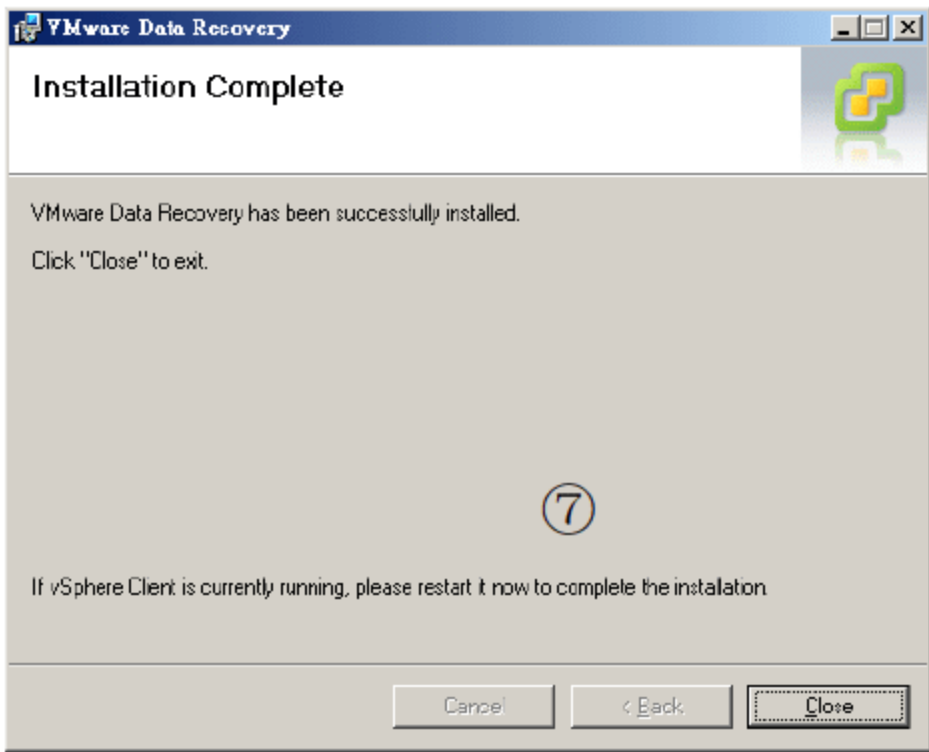 VMware Data Recovery
Installation Complete
VMware Data Recovery has been successfully installed.
Click "Close" to exit.
⑦
If vSphere Client is currently running, please restart it now to complete the installation.
Cancel
< Back
Close